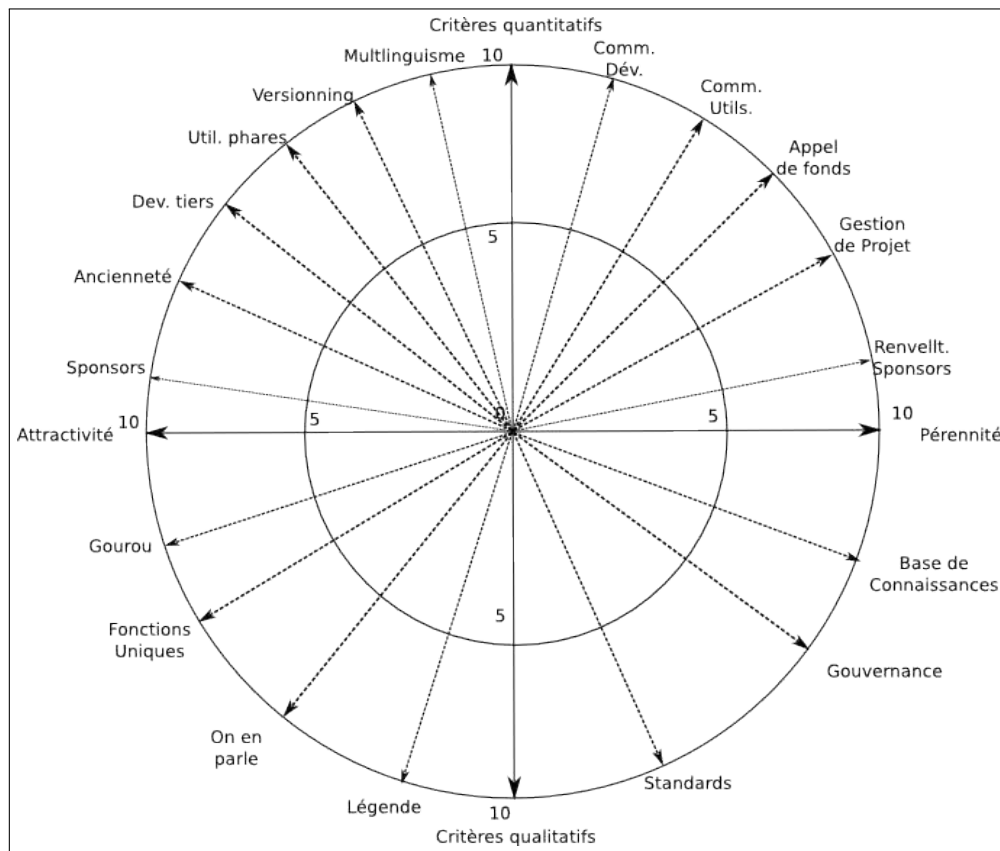 Critères quantitatifs
Multlinguisme
10
Comm.
Dév.
Versionning
Comm.
Utils.
Util. phares
Appel
de fonds
Dev. tiers
5
Gestion
de Projet
Ancienneté
Sponsors
Renvellt.
Sponsors
10
5
0
5
10
Attractivité
Pérennité
Gourou
Base de
Connaissances
5
Fonctions
Uniques
Gouvernance
On en
parle
Standards
Légende
10
Critères qualitatifs